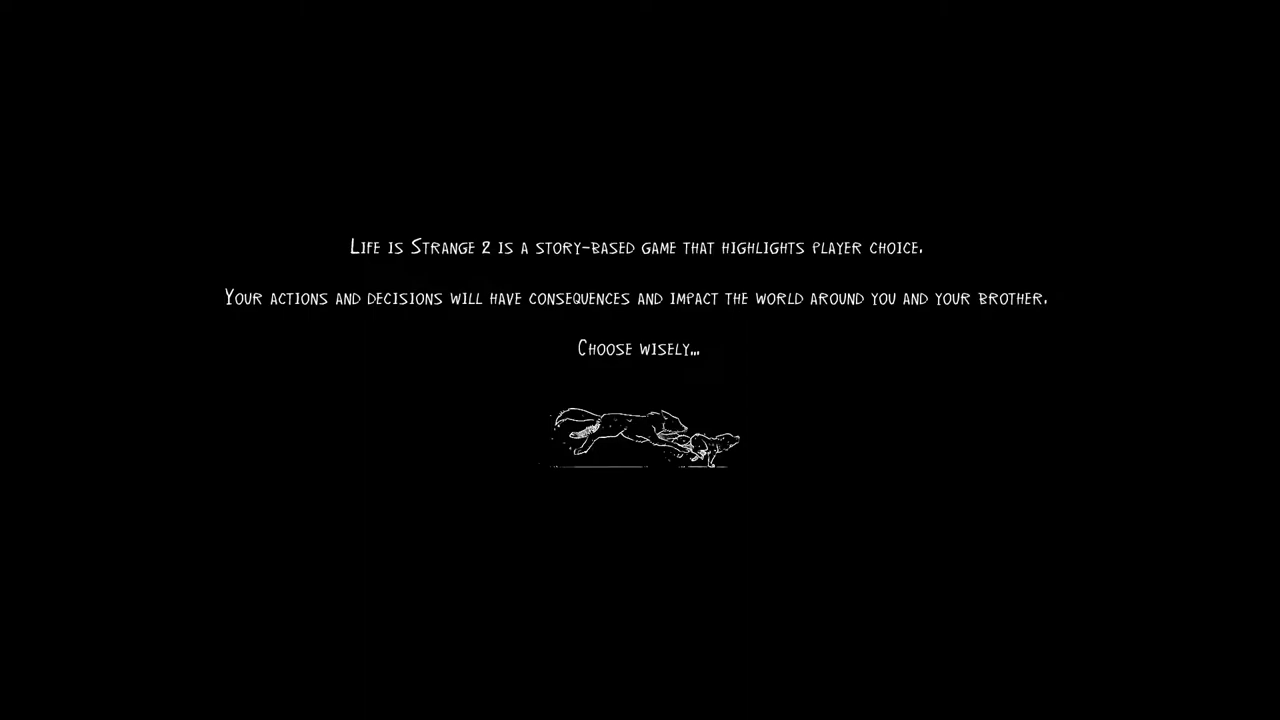 Life is Strange 2 is a story-based game that highlights player choice.
Your actions and decisions will have consequences and impact the world around you and your brother.
Choose wisely...